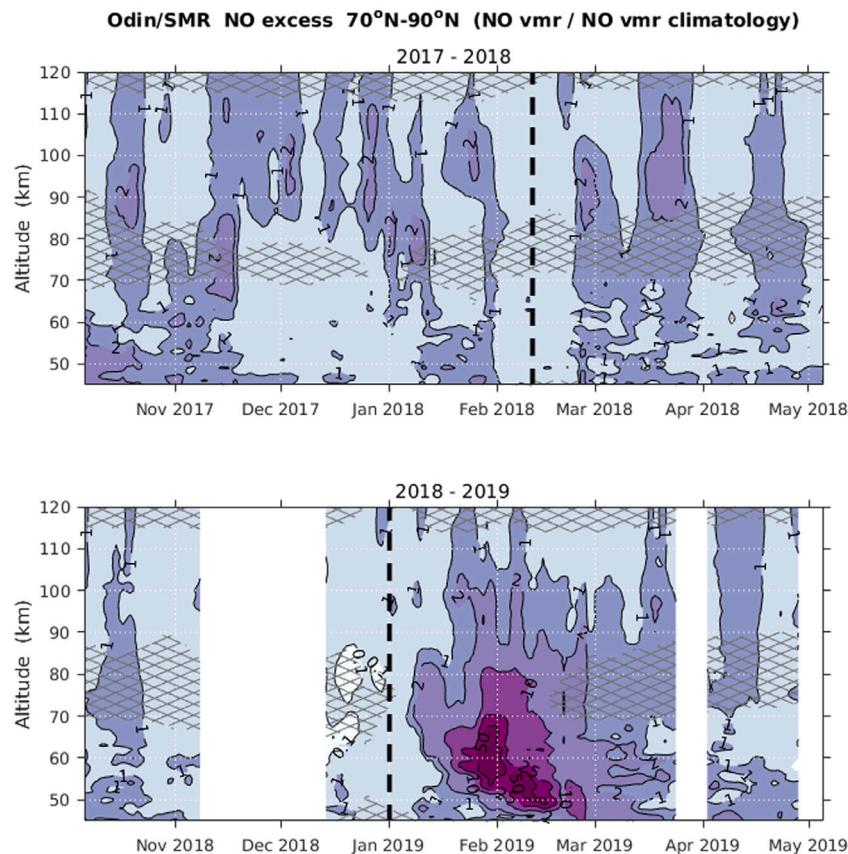 Odin/SMR NO excess 70°N-90°N (NO vmr / NO vmr climatology)
2017 - 2018
120
110
100
90
80
70
60
50
Altitude (km)
Nov 2017 Dec 2017 Jan 2018 Feb 2018 Mar 2018 Apr 2018 May 2018
2018 - 2019
120
110
100
90
80
70
60
50
Altitude (km)
Nov 2018 Dec 2018 Jan 2019 Feb 2019 Mar 2019 Apr 2019 May 2019